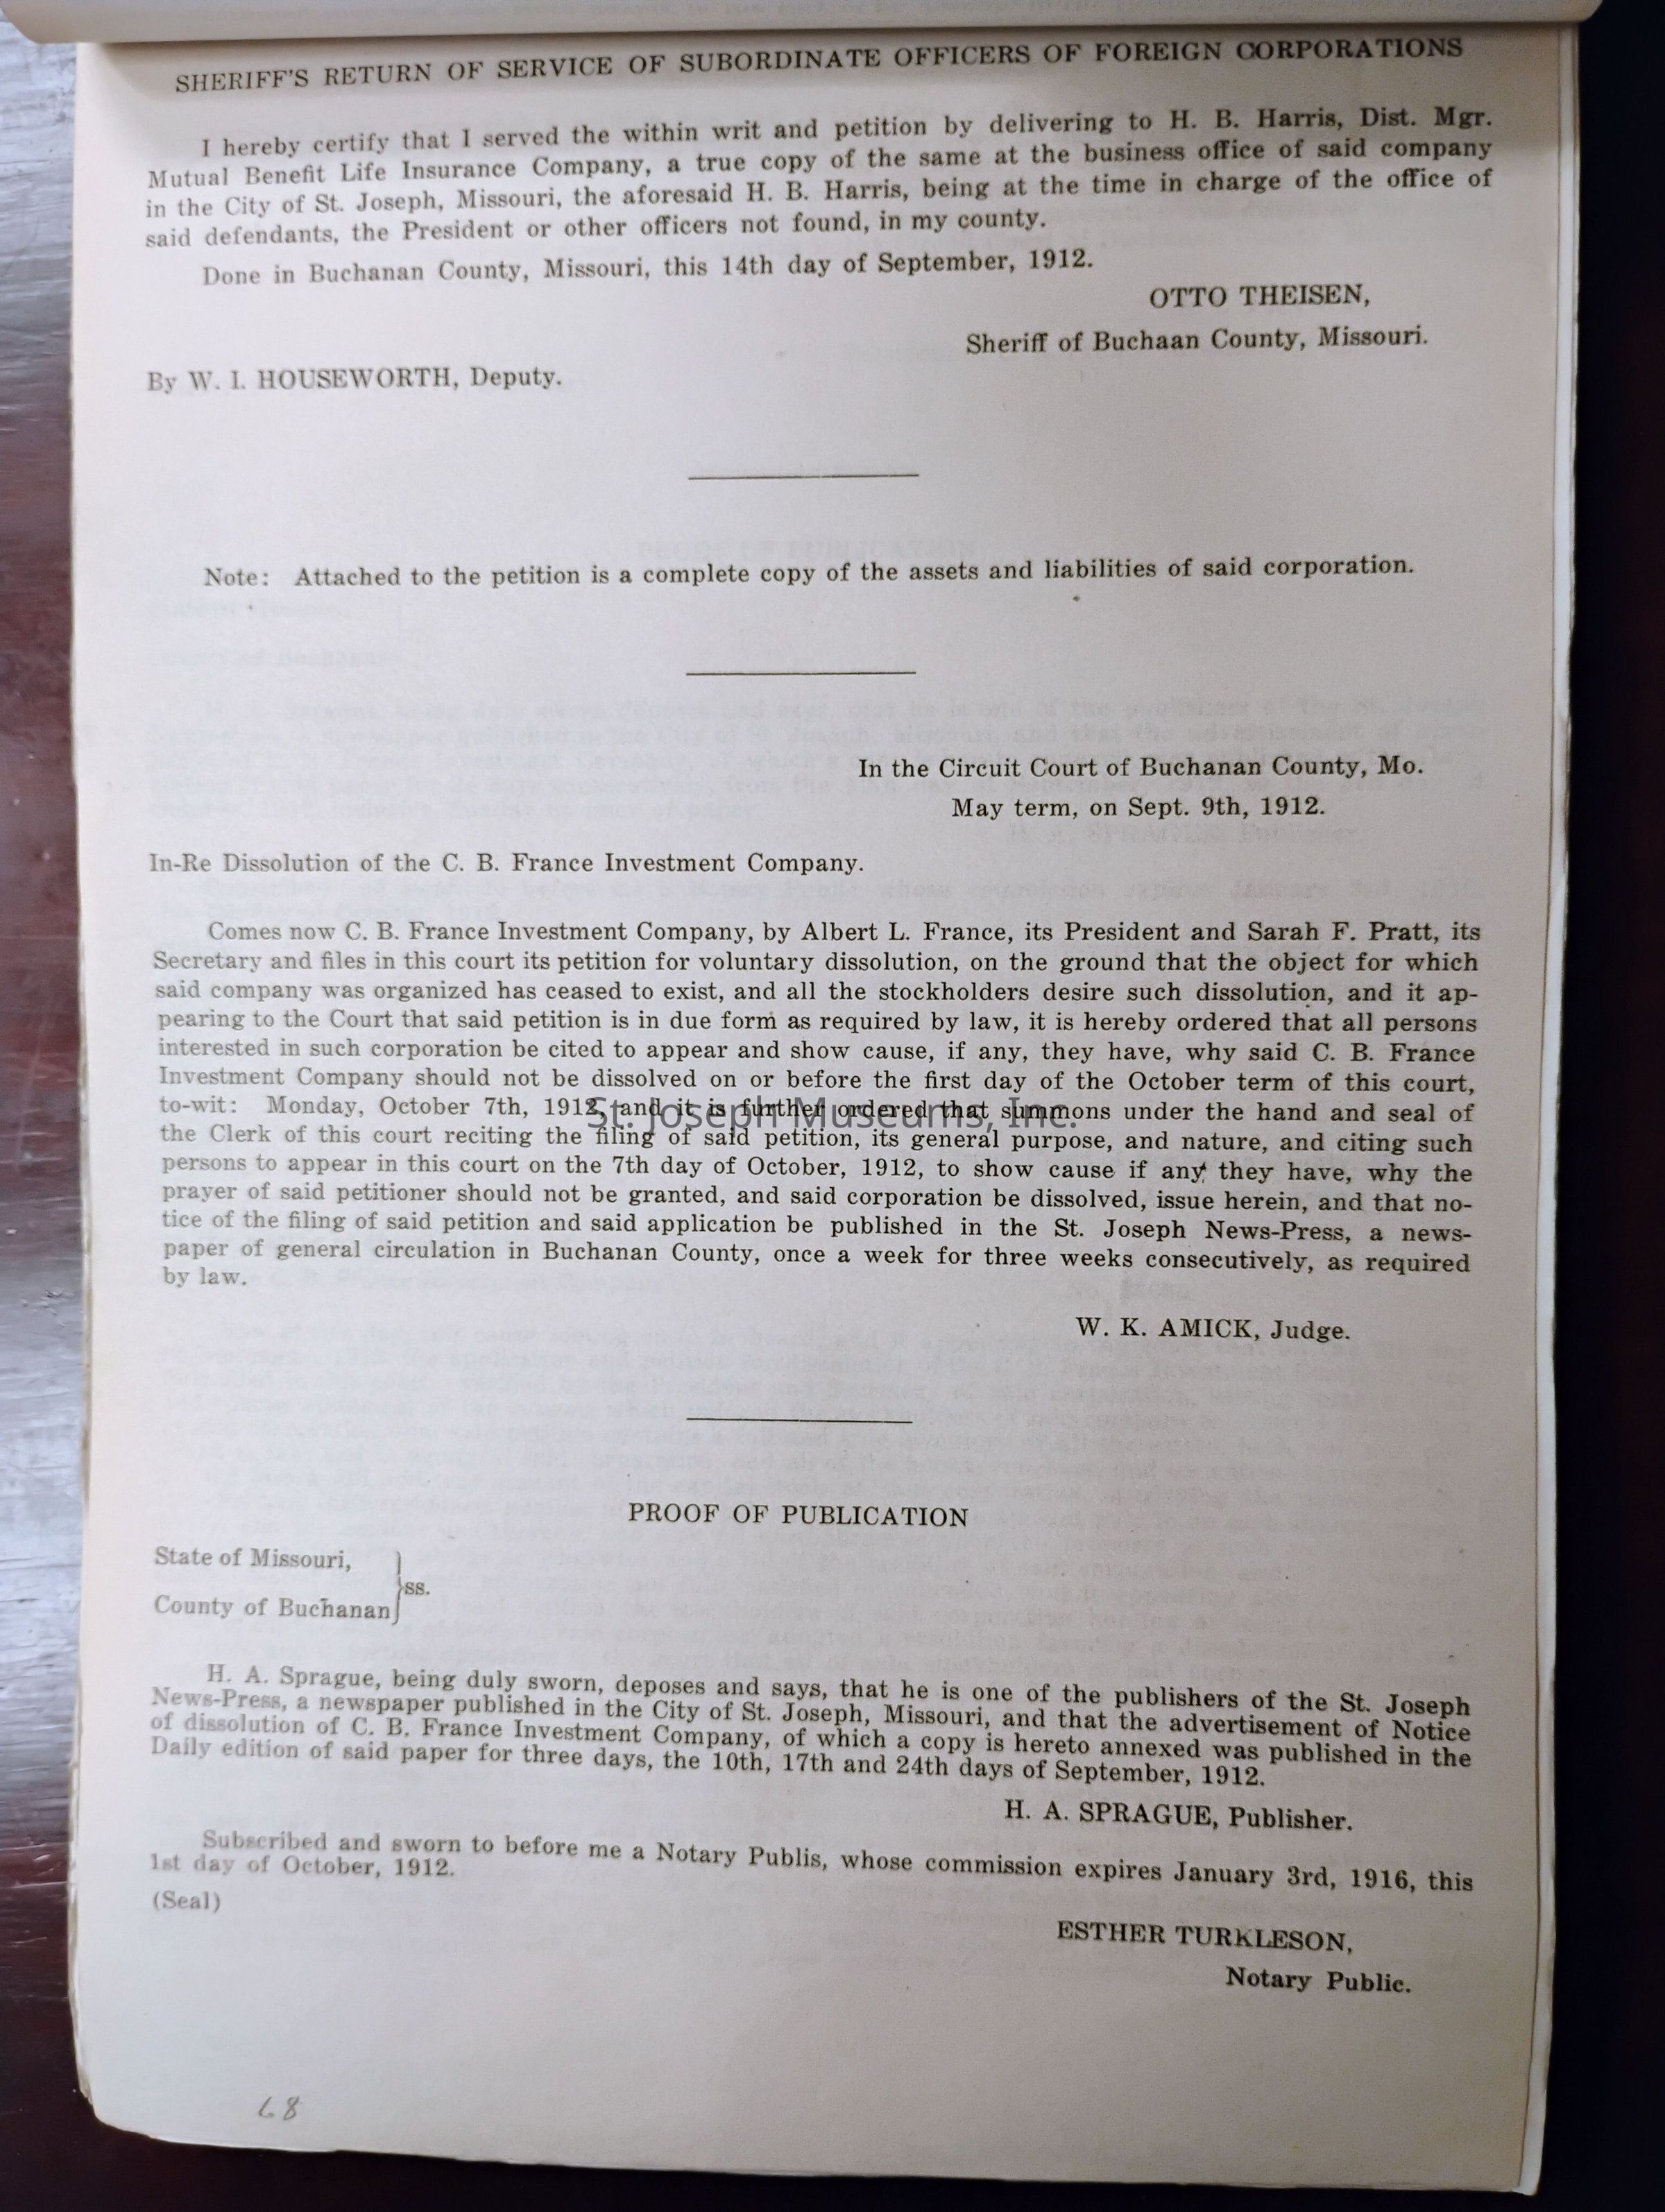 SHERIFF'S RETURN OF SERVICE OF SUBORDINATE OFFICERS OF FOREIGN CORPORATIONS
I hereby certify that I served the within writ and petition by delivering to H. B. Harris, Dist. Mgr.
Mutual Benefit Life Insurance Company, a true copy of the same at the business office of said company
in the City of St. Joseph, Missouri, the aforesaid H. B. Harris, being at the time in charge of the office of
said defendants, the President or other officers not found, in my county.
Done in Buchanan County, Missouri, this 14th day of September, 1912.
OTTO THEISEN,
Sheriff of Buchaan County, Missouri.
By W. I. HOUSEWORTH, Deputy.
Note: Attached to the petition is a complete copy of the assets and liabilities of said corporation.
In the Circuit Court of Buchanan County, Mo.
May term, on Sept. 9th, 1912.
In-Re Dissolution of the C. B. France Investment Company.
Comes now C. B. France Investment Company, by Albert L. France, its President and Sarah F. Pratt, its
Secretary and files in this court its petition for voluntary dissolution, on the ground that the object for which
said company was organized has ceased to exist, and all the stockholders desire such dissolution, and it ap-
pearing to the Court that said petition is in due form as required by law, it is hereby ordered that all persons
interested in such corporation be cited to appear and show cause, if any, they have, why said C. B. France
Investment Company should not be dissolved on or before the first day of the October term of this court,
to-wit: Monday, October 7th, 1912, and it is further ordered that summons under the hand and seal of
St. Joseph Museums, Inc.
the Clerk of this court reciting the filing of said petition, its general purpose, and nature, and citing such
persons to appear in this court on the 7th day of October, 1912, to show cause if any they have, why the
prayer of said petitioner should not be granted, and said corporation be dissolved, issue herein, and that no-
tice of the filing of said petition and said application be published in the St. Joseph News-Press, a news-
paper of general circulation in Buchanan County, once a week for three weeks consecutively, as required
by law.
W. K. AMICK, Judge.
PROOF OF PUBLICATION
State of Missouri,
ss.
County of Buchanan
H. A. Sprague, being duly sworn, deposes and says, that he is one of the publishers of the St. Joseph
News-Press, a newspaper published in the City of St. Joseph, Missouri, and that the advertisement of Notice
of dissolution of C. B. France Investment Company, of which a copy is hereto annexed was published in the
Daily edition of said paper for three days, the 10th, 17th and 24th days of September, 1912.
H. A. SPRAGUE, Publisher.
Subscribed and sworn to before me a Notary Publis, whose commission expires January 3rd, 1916, this
1st day of October, 1912.
(Seal)
ESTHER TURKLESON,
Notary Public.
68